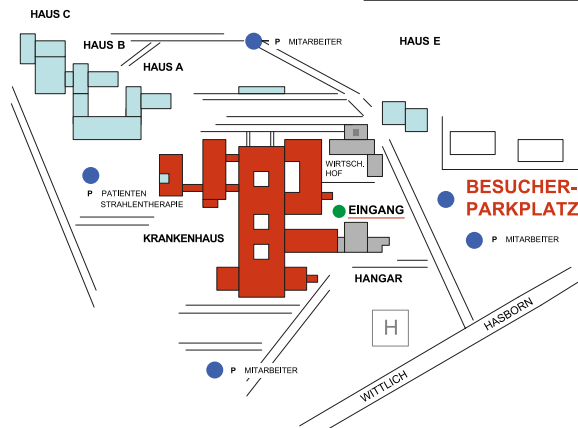 HAUS C
HAUS B
HAUS A
P MITARBEITER
HAUS E
WIRTSCH.
HOF
P
PATIENTEN
STRAHLENTHERAPIE
BESUCHER-
PARKPLATZ
EINGANG
KRANKENHAUS
P MITARBEITER
HANGAR
H
HASBORN
WITTLICH
P MITARBEITER